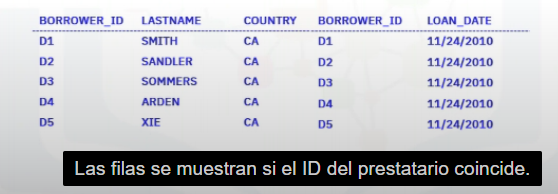 BORROWER_ID LASTNAME COUNTRY BORROWER_ID LOAN_DATE
D1 SMITH CA D1 11/24/2010
D2 SANDLER CA D2 11/24/2010
D3 SOMMERS CA D3 11/24/2010
D4 ARDEN CA D4 11/24/2010
D5 XIE CA D5 11/24/2010
Las filas se muestran si el ID del prestatario coincide.